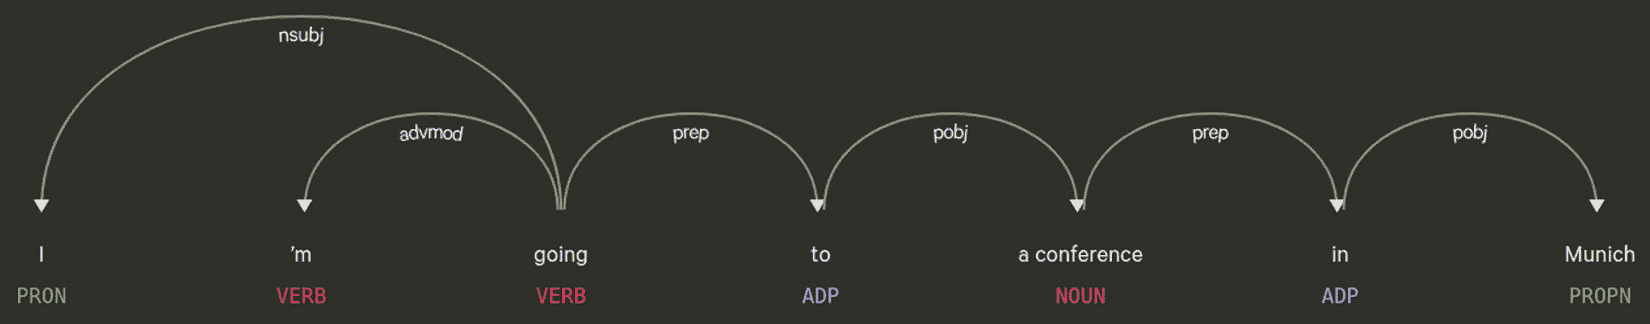 nsubj
advmod prep pobj prep pobj
I ’m going to a conference in Munich
PRON VERB VERB ADP NOUN ADP PROPN